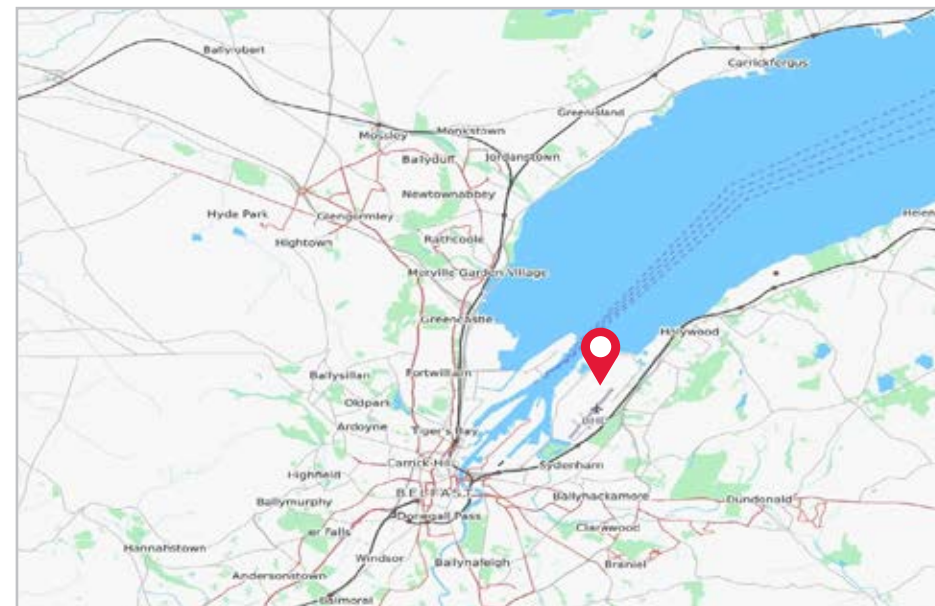 Ballyrobert
Carrickfergus
Greenisland
Mossley
Monkstown
Ballyduff
Jordanstown
Newtownabbey
Hyde Park
Glengormley
Helen
Hightown
Rathcoole
Merville Garden Village
Greencastle
Holywood
Fortwilliam
Ballysillan
Oldpark
Ardoyne
Tiger's Bay
Carrick Hill
Sydenham
Highfield
BELFAST
Ballymurphy
Ballyhackamore
Dundonald
er Falls
Donegall Pass
Clarawood
Hannahstown
Windsor
Ballynafeigh
Braniel
Andersonstown
Balmoral